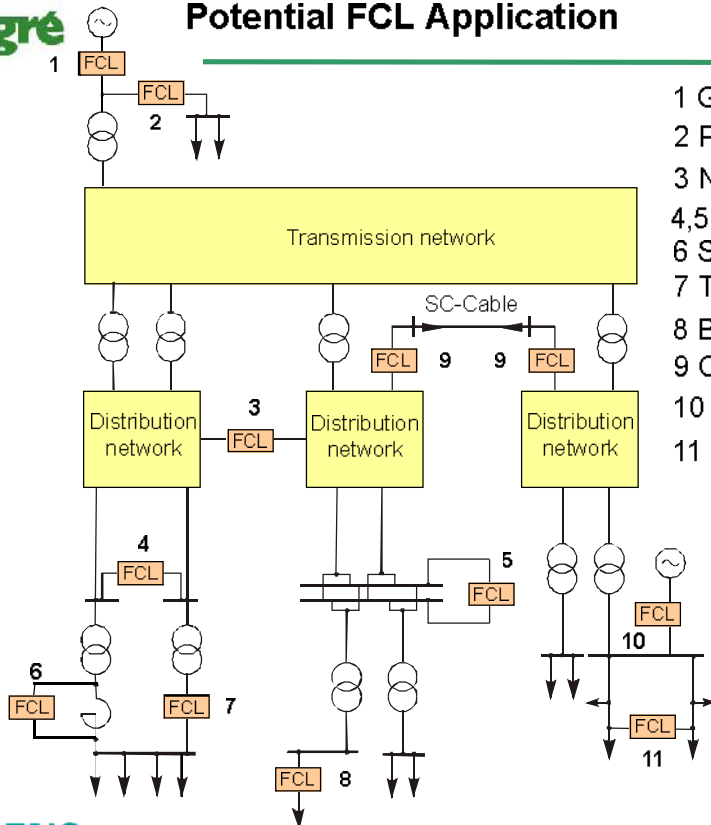 gré
Potential FCL Application
1
FCL
FCL
2
1 G
2 F
3 N
4,5
6 S
7 T
8 B
9 C
10
11
Transmission network
SC-Cable
FCL
9
9
FCL
Distribution
network
3
FCL
Distribution
network
Distribution
network
4
FCL
5
FCL
FCL
10
6
FCL
FCL
7
FCL
11
FCL
8